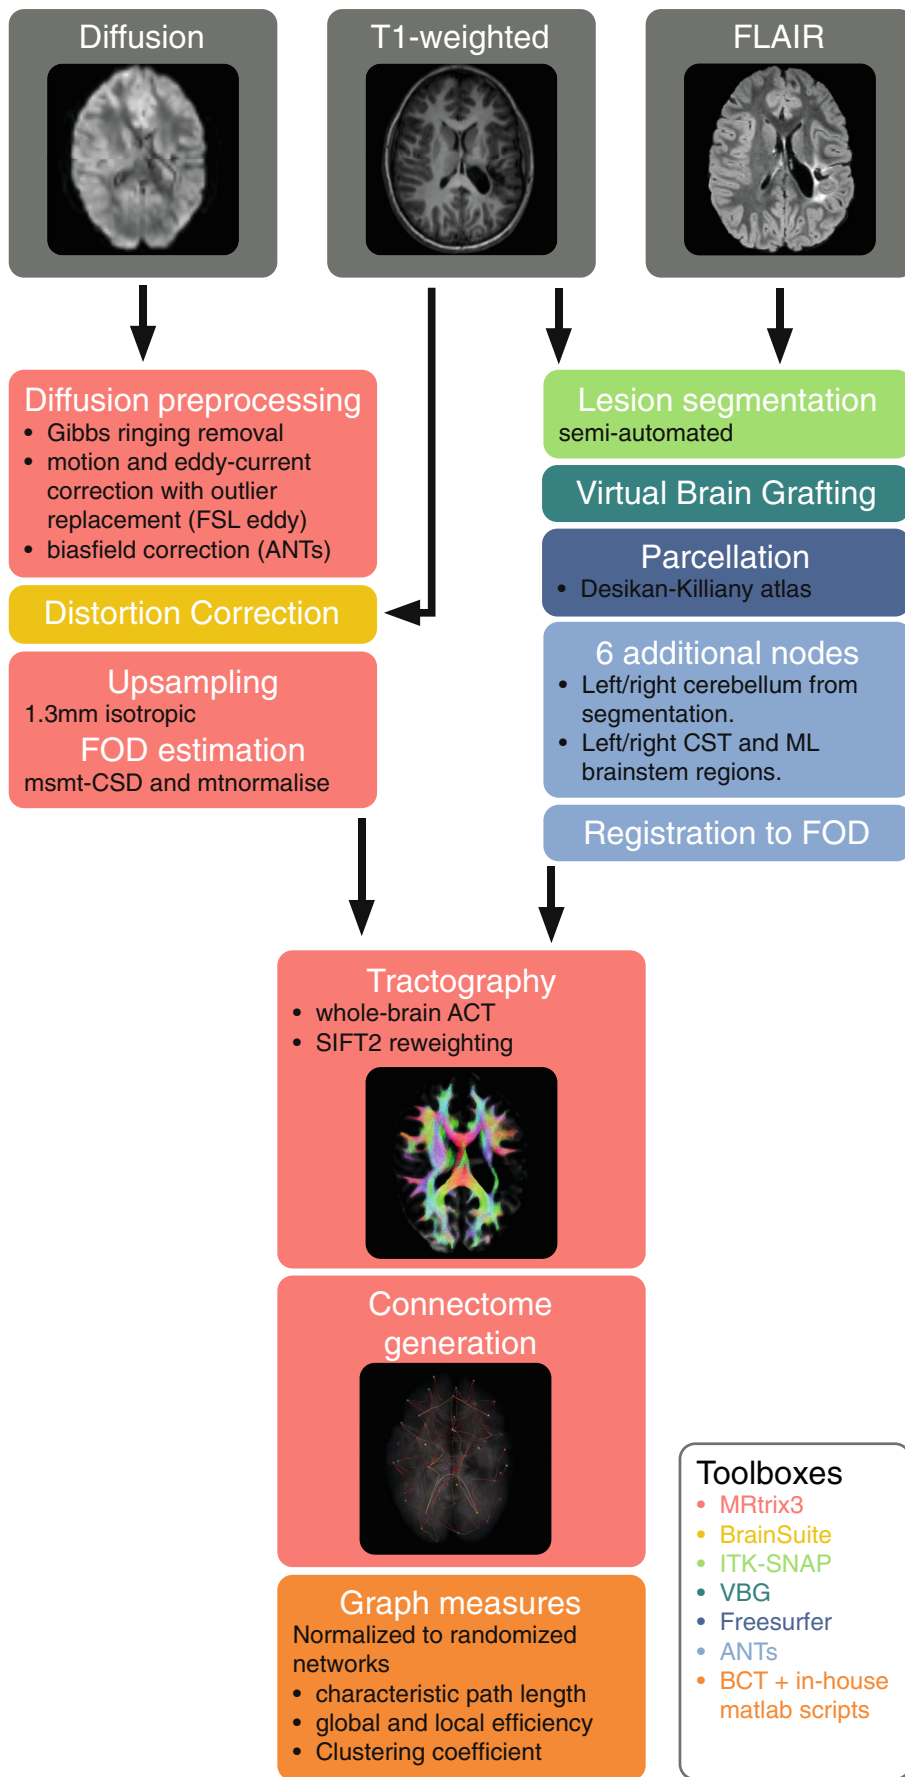 Diffusion
T1-weighted
FLAIR
Diffusion preprocessing
• Gibbs ringing removal
• motion and eddy-current
correction with outlier
replacement (FSL eddy)
• biasfield correction (ANTs)
Distortion Correction
Upsampling
1.3mm isotropic
FOD estimation
msmt-CSD and mtnormalise
Lesion segmentation
semi-automated
Virtual Brain Grafting
Parcellation
• Desikan-Killiany atlas
6 additional nodes
• Left/right cerebellum from
segmentation.
• Left/right CST and ML
brainstem regions.
Registration to FOD
Tractography
• whole-brain ACT
• SIFT2 reweighting
Connectome
generation
Graph measures
Normalized to randomized
networks
• characteristic path length
• global and local efficiency
• Clustering coefficient
Toolboxes
• MRtrix3
• BrainSuite
• ITK-SNAP
• VBG
• Freesurfer
• ANTs
• BCT + in-house
matlab scripts